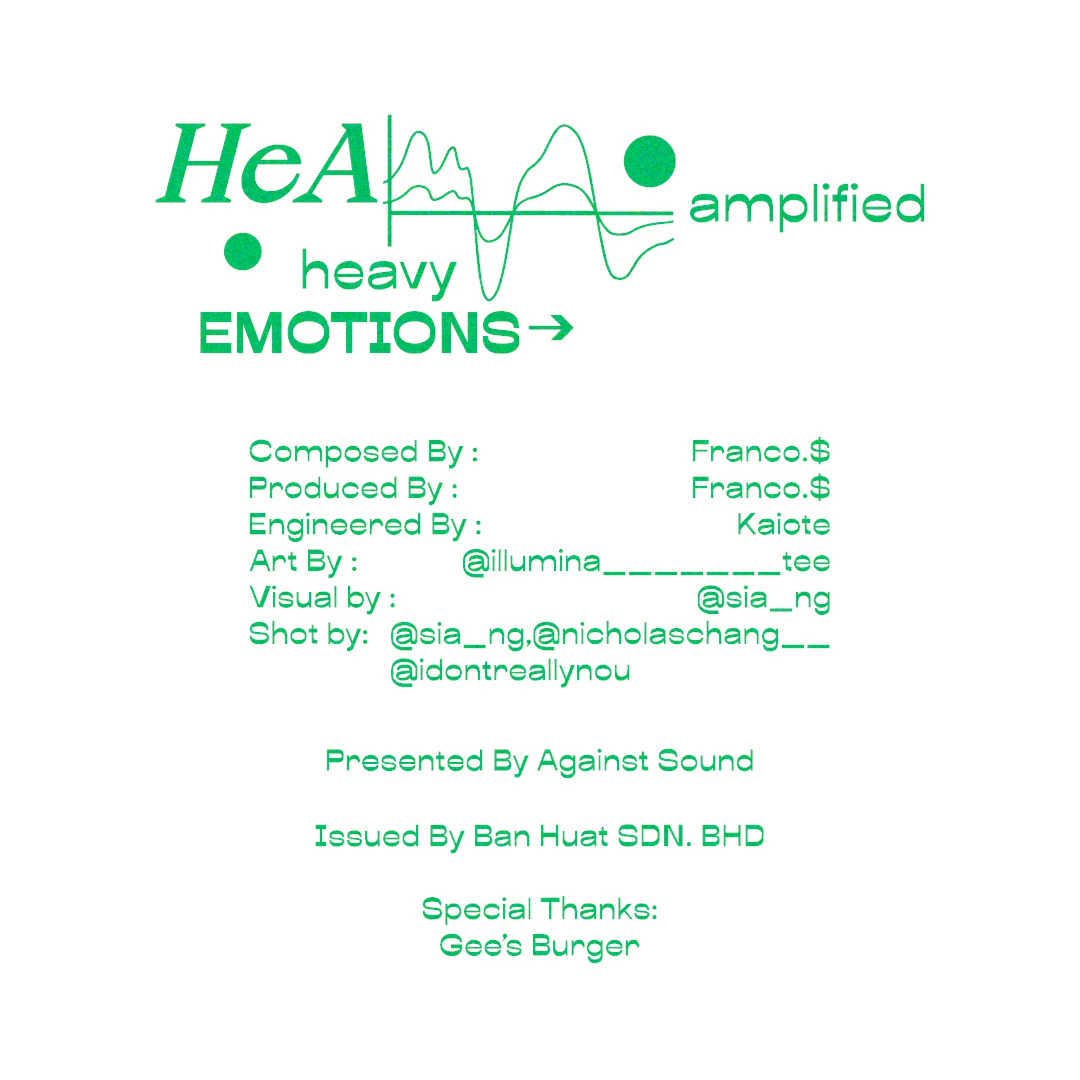 HeA
amplified
heavy
EMOTIONS→
Composed By : Franco.$
Produced By : Franco.$
Engineered By : Kaiote
Art By : @illumina_______tee
Visual by : @sia_ng
Shot by: @sia_ng,@nicholaschang__
@idontreallynou
Presented By Against Sound
Issued By Ban Huat SDN. BHD
Special Thanks:
Gee's Burger